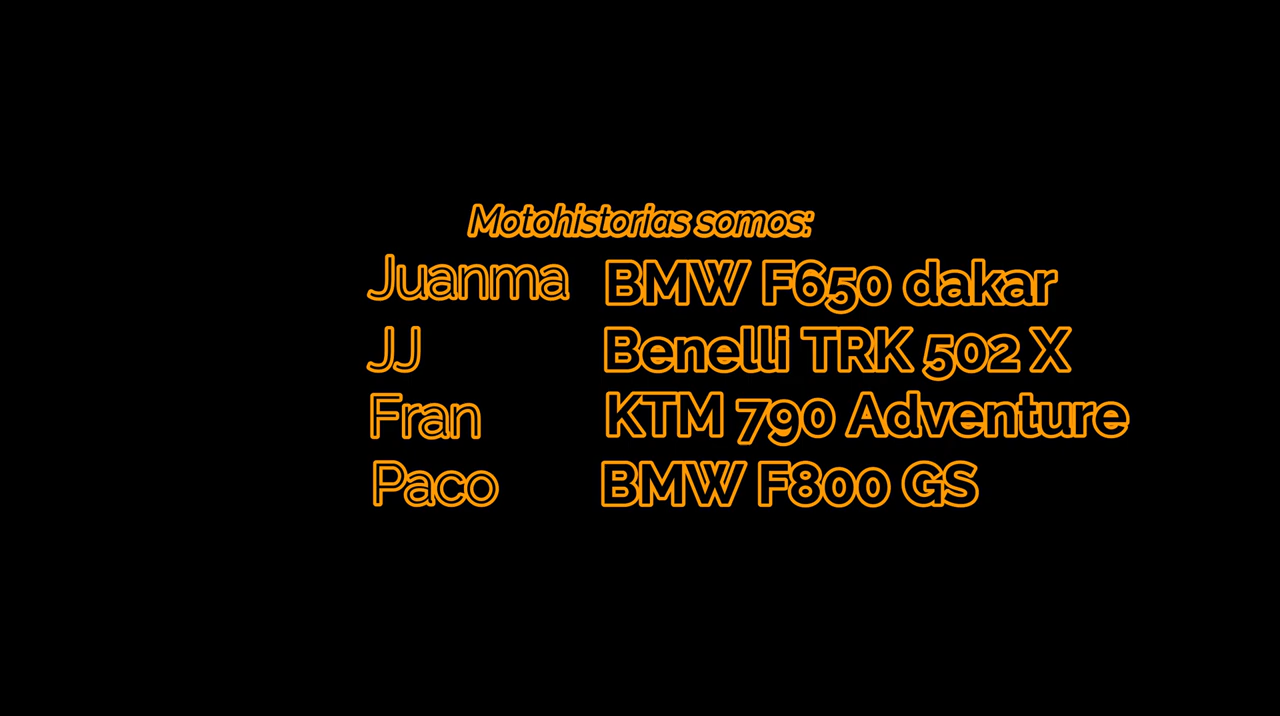 Motohistorias somos:
Juanma BMW F650 dakar
JJ Benelli TRK 502 X
Fran KTM 790 Adventure
Paco BMW F800 GS